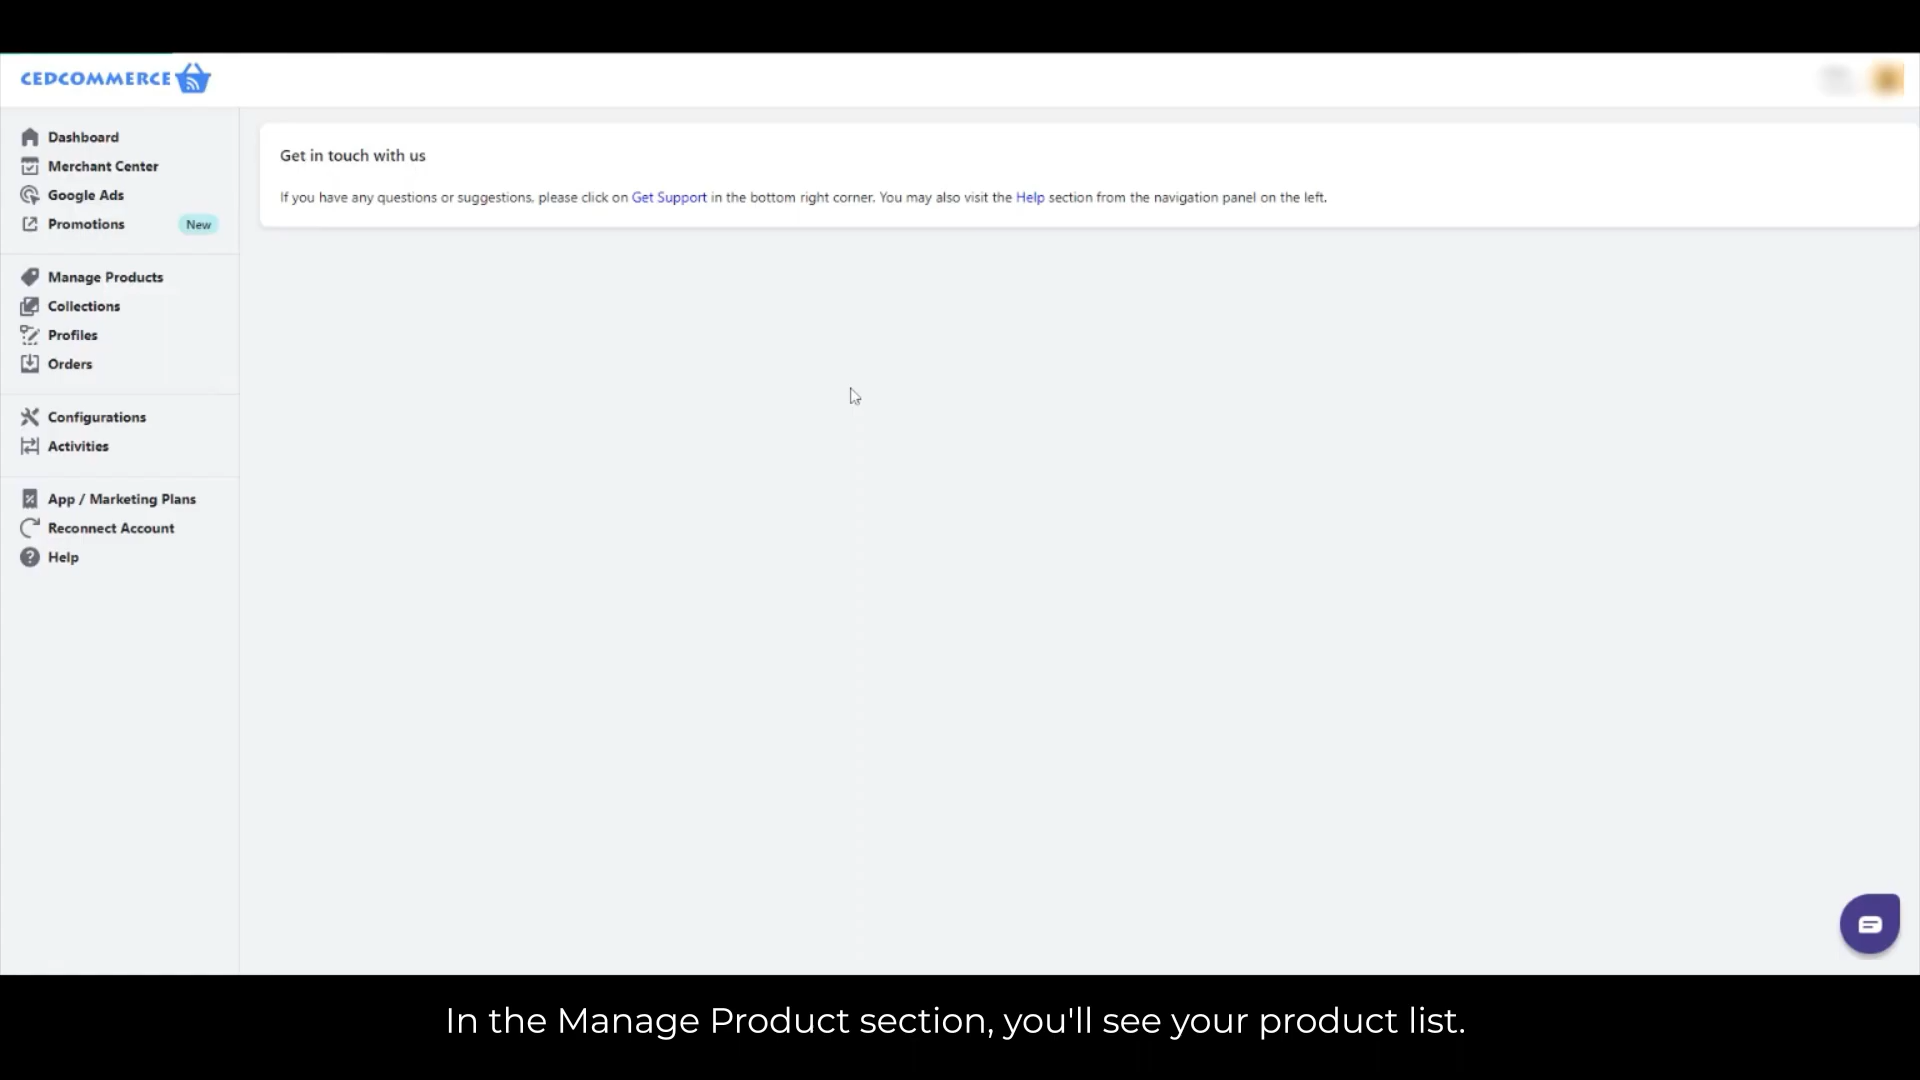 CEDCOMMERCE
Dashboard
Merchant Center
Google Ads
Promotions New
Manage Products
Collections
Profiles
Orders
Configurations
Activities
App / Marketing Plans
Reconnect Account
Help
Get in touch with us
If you have any questions or suggestions, please click on Get Support in the bottom right corner. You may also visit the Help section from the navigation panel on the left.
In the Manage Product section, you'll see your product list.